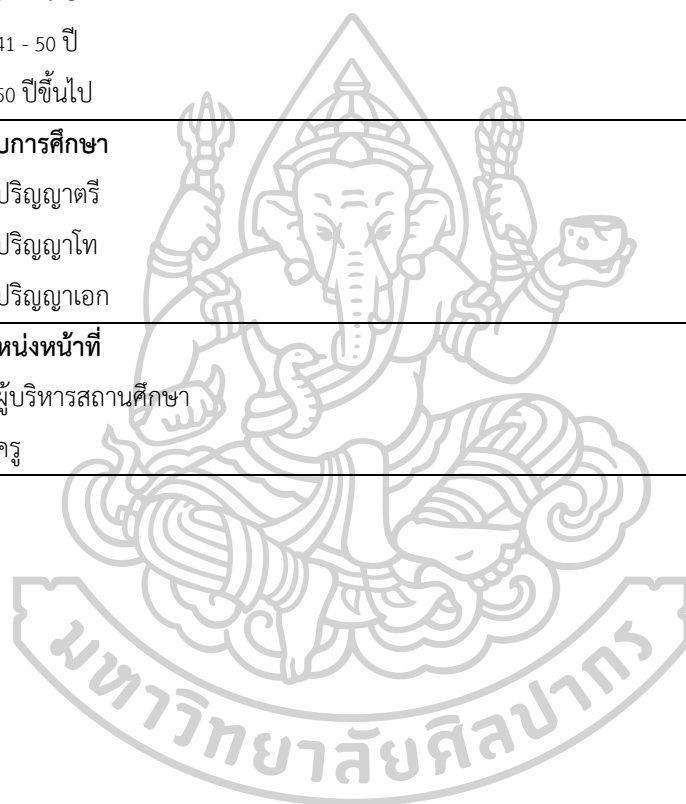 41 - 50 ปี
50 ปีขึ้นไป
บการศึกษา
ปริญญาตรี
ปริญญาโท
ปริญญาเอก
หน่งหน้าที่
ผู้บริหารสถานศึกษา
ครู
มหาวิทยาลัยศิลปากร